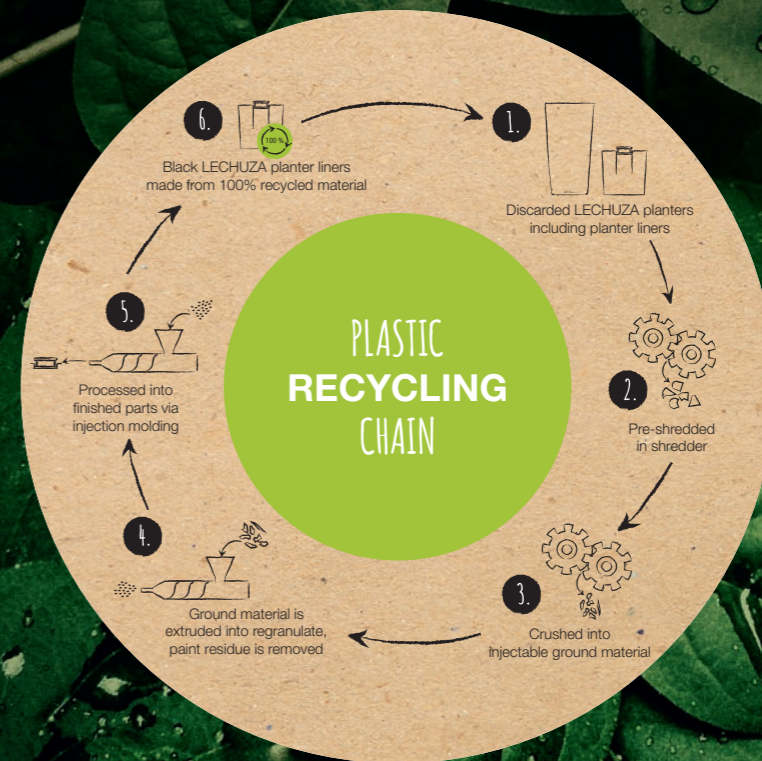 PLASTIC
RECYCLING
CHAIN
1.
Discarded LECHUZA planters
including planter liners
2.
Pre-shredded
in shredder
3.
Crushed into
injectable ground material
4.
Ground material is
extruded into regranulate,
paint residue is removed
5.
Processed into
finished parts via
injection molding
6.
100 %
Black LECHUZA planter liners
made from 100% recycled material